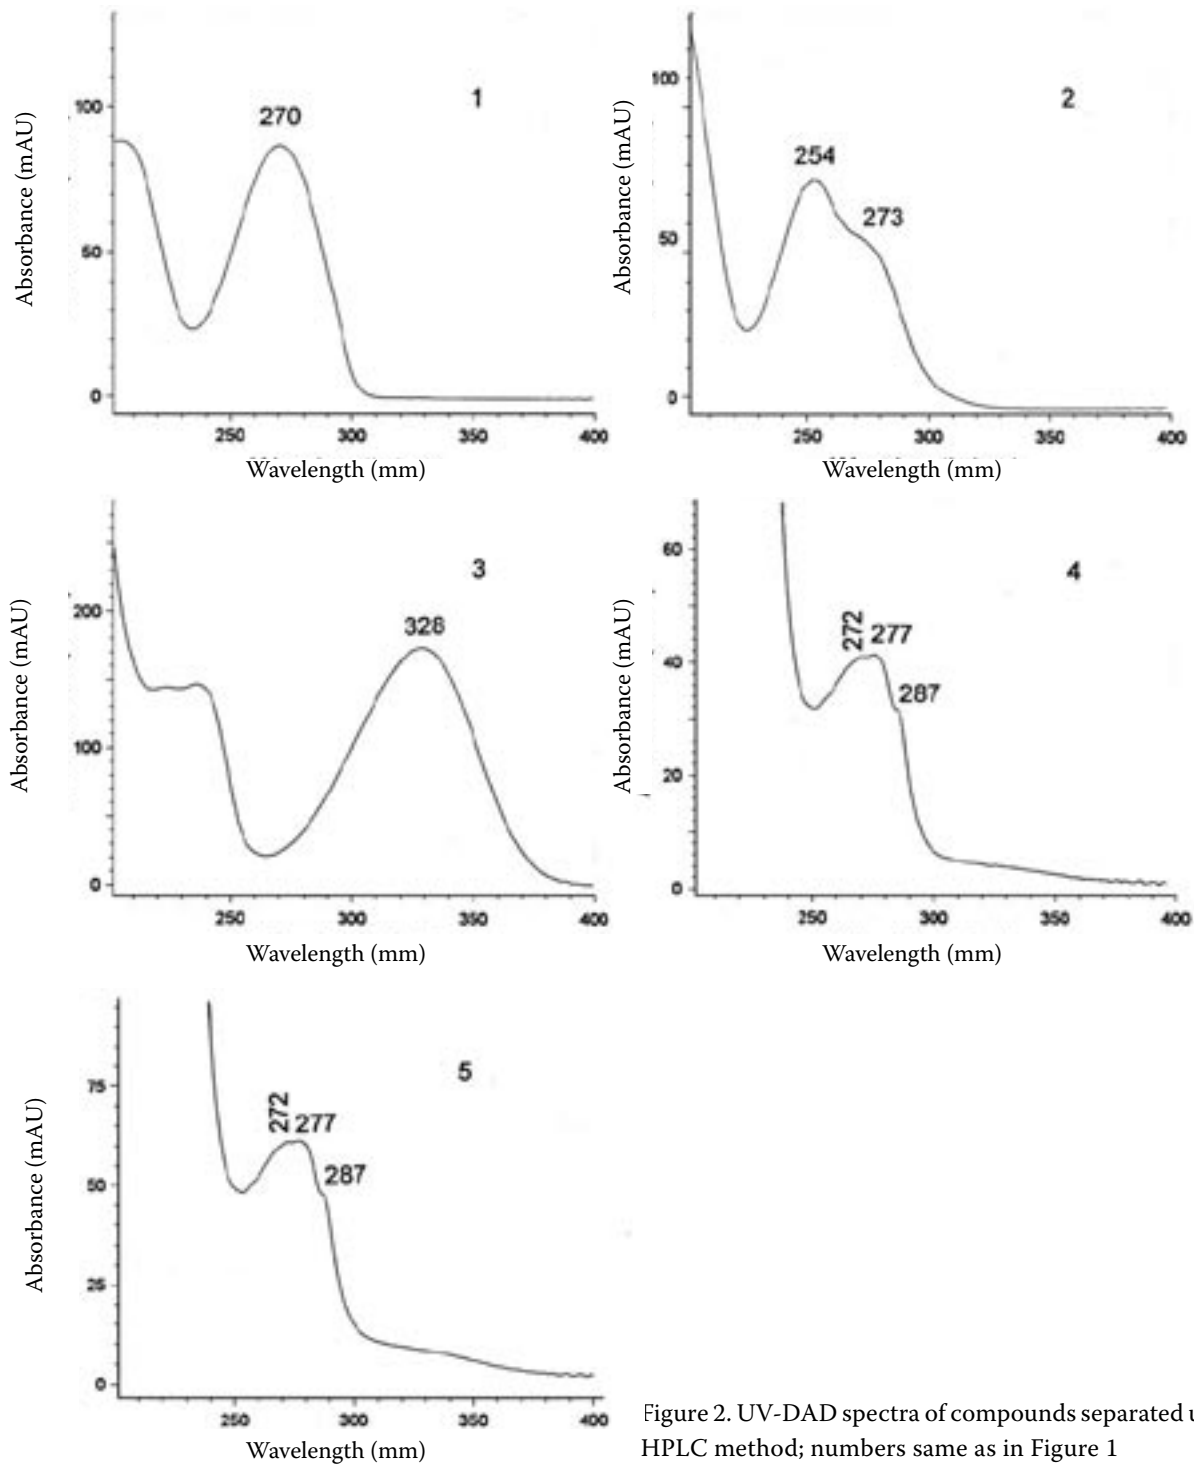 1
270
Absorbance (mAU)
100
50
0
250 300 350 400
Wavelength (mm)
2
254
273
Absorbance (mAU)
100
50
0
250 300 350 400
Wavelength (mm)
3
328
Absorbance (mAU)
200
100
0
250 300 350 400
Wavelength (mm)
4
272 277
287
Absorbance (mAU)
60
40
20
0
250 300 350 400
Wavelength (mm)
5
272 277
287
Absorbance (mAU)
75
50
25
0
250 300 350 400
Wavelength (mm)
Figure 2. UV-DAD spectra of compounds separated
HPLC method; numbers same as in Figure 1